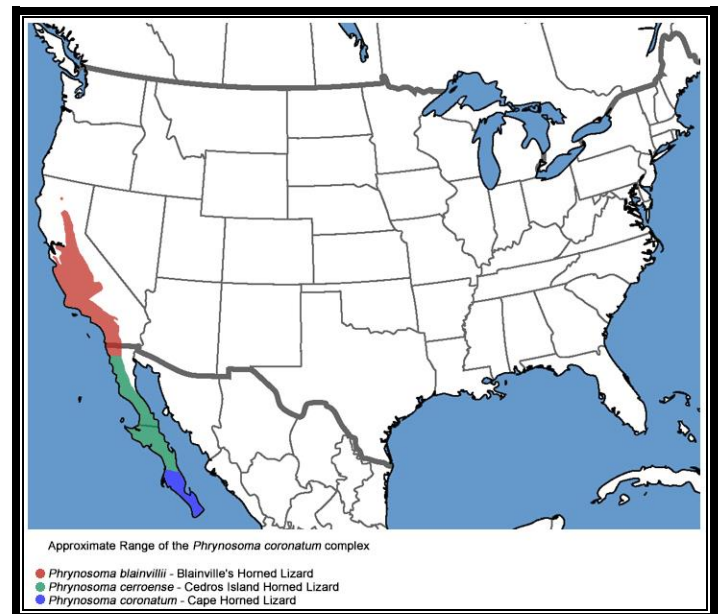 Approximate Range of the Phrynosoma coronatum complex
Phrynosoma blainvillii - Blainville's Horned Lizard
Phrynosoma cerroense - Cedros Island Horned Lizard
Phrynosoma coronatum - Cape Horned Lizard